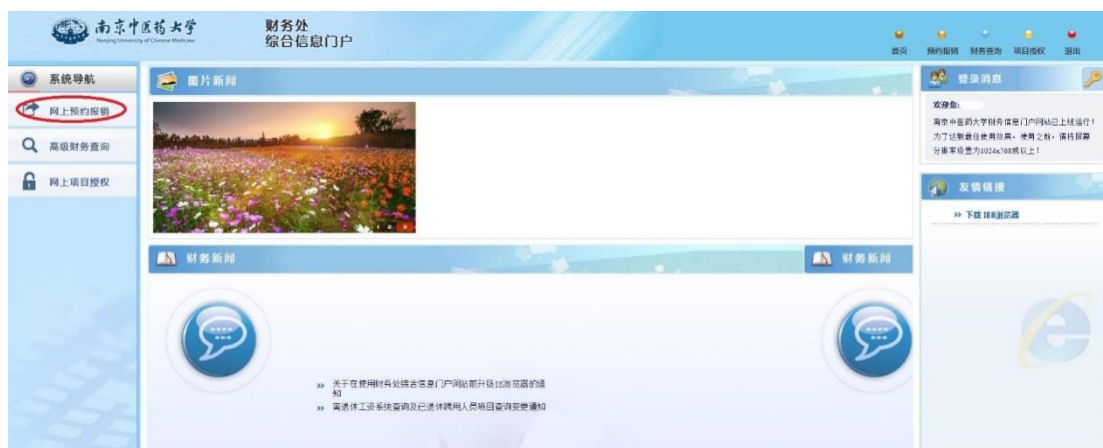 南京中医药大学
Nanjing University of Chinese Medicine
财务处
综合信息门户
首页 预约报销 财务查询 项目授权 退出
系统导航
网上预约报销
高级财务查询
网上项目授权
图片新闻
财务新闻
财务新闻
关于在使用财务处综合信息门户网站前升级IE浏览器的通
知
离退休工资系统查询及已退休聘用人员项目查询变更通知
登录消息
欢迎您:
南京中医药大学财务信息门户网站已上线运行!
为了达到最佳使用效果, 使用之前, 请将屏幕
分辨率设置为1024x768或以上!
友情链接
下载 IE8浏览器